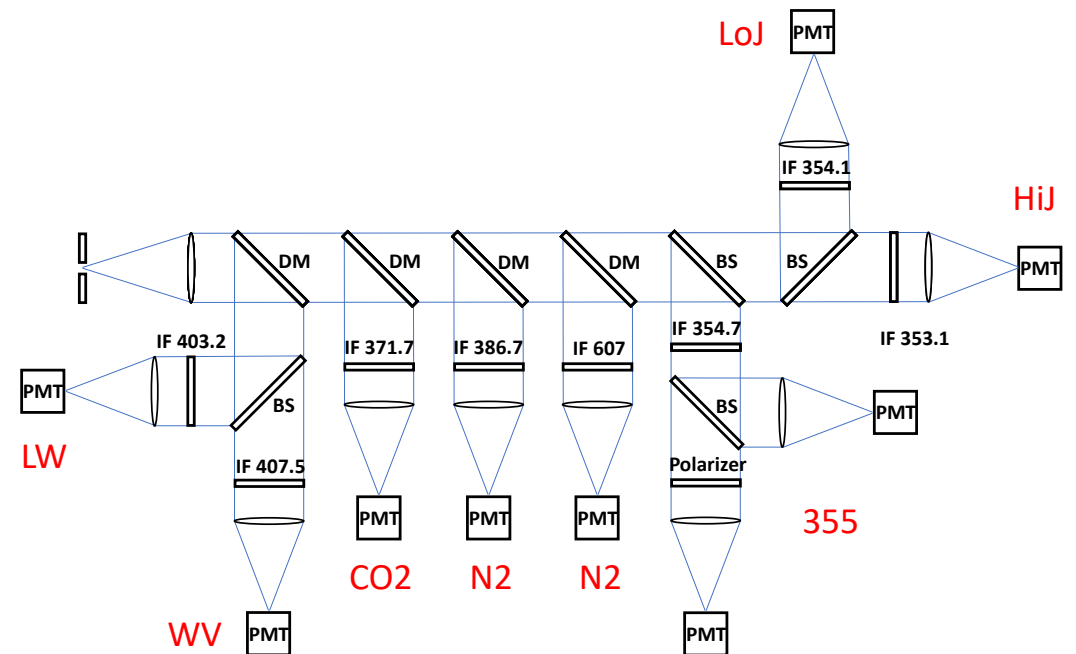 LoJ
PMT
IF 354.1
HiJ
DM
DM
DM
DM
BS
BS
PMT
IF 403.2
IF 371.7
IF 386.7
IF 607
IF 354.7
IF 353.1
PMT
BS
BS
PMT
LW
IF 407.5
Polarizer
PMT
PMT
PMT
355
CO2
N2
N2
WV
PMT
PMT